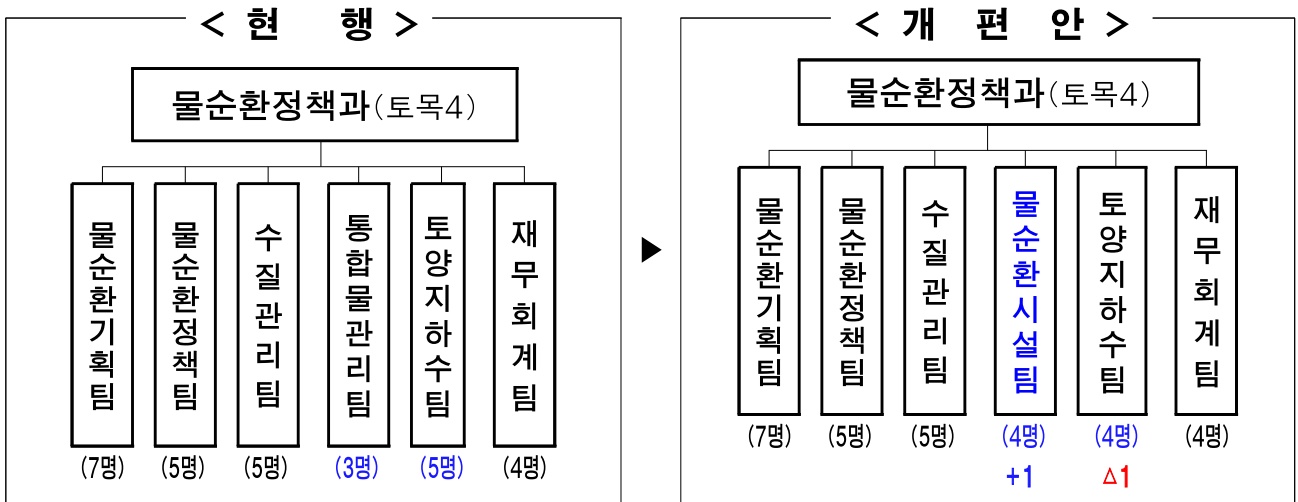 < 현 행 >
물순환정책과(토목4)
물순환기획팀
물순환정책팀
수질관리팀
통합물관리팀
토양지하수팀
재무회계팀
(7명) (5명) (5명) (3명) (5명) (4명)
▶
< 개 편 안 >
물순환정책과(토목4)
물순환기획팀
물순환정책팀
수질관리팀
물순환시설팀
토양지하수팀
재무회계팀
(7명) (5명) (5명) (4명) (4명) (4명)
+1 △1